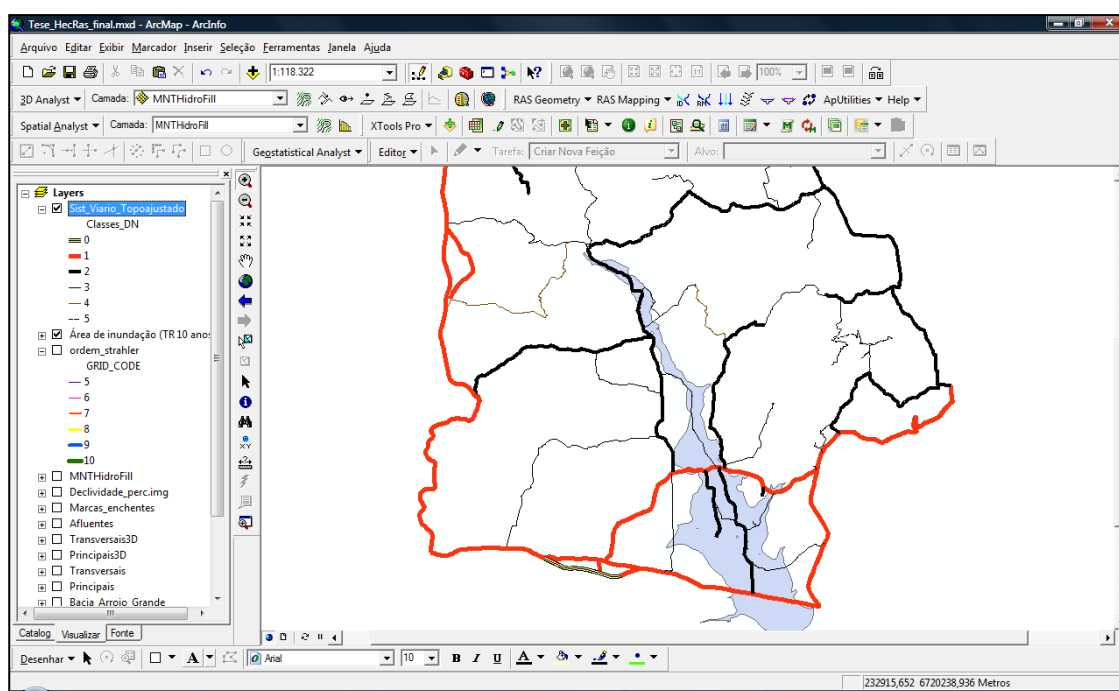 Tese_HecRas_final.mxd - ArcMap - ArcInfo
Arquivo Editar Exibir Marcador Inserir Seleção Ferramentas Janela Ajuda
1:118.322 100%
3D Analyst Camada: MNTHidroFill RAS Geometry RAS Mapping ApUtilities Help
Spatial Analyst Camada: MNTHidroFill XTools Pro
Geostatistical Analyst Editor Tarefa: Criar Nova Feição Alvo:
Layers
Sist_Viario_Topoajustado
Classes_DN
0
1
2
3
4
5
Área de inundação (TR 10 anos
ordem_strahler
GRID_CODE
5
6
7
8
9
10
MNTHidroFill
Declividade_perc.img
Marcas_enchentes
Afluentes
Transversais3D
Principais3D
Transversais
Principais
Bacia Arroio Grande
Catalog Visualizar Fonte
Desenhar A Arial 10 B I U A
232915,652 6720238,936 Metros